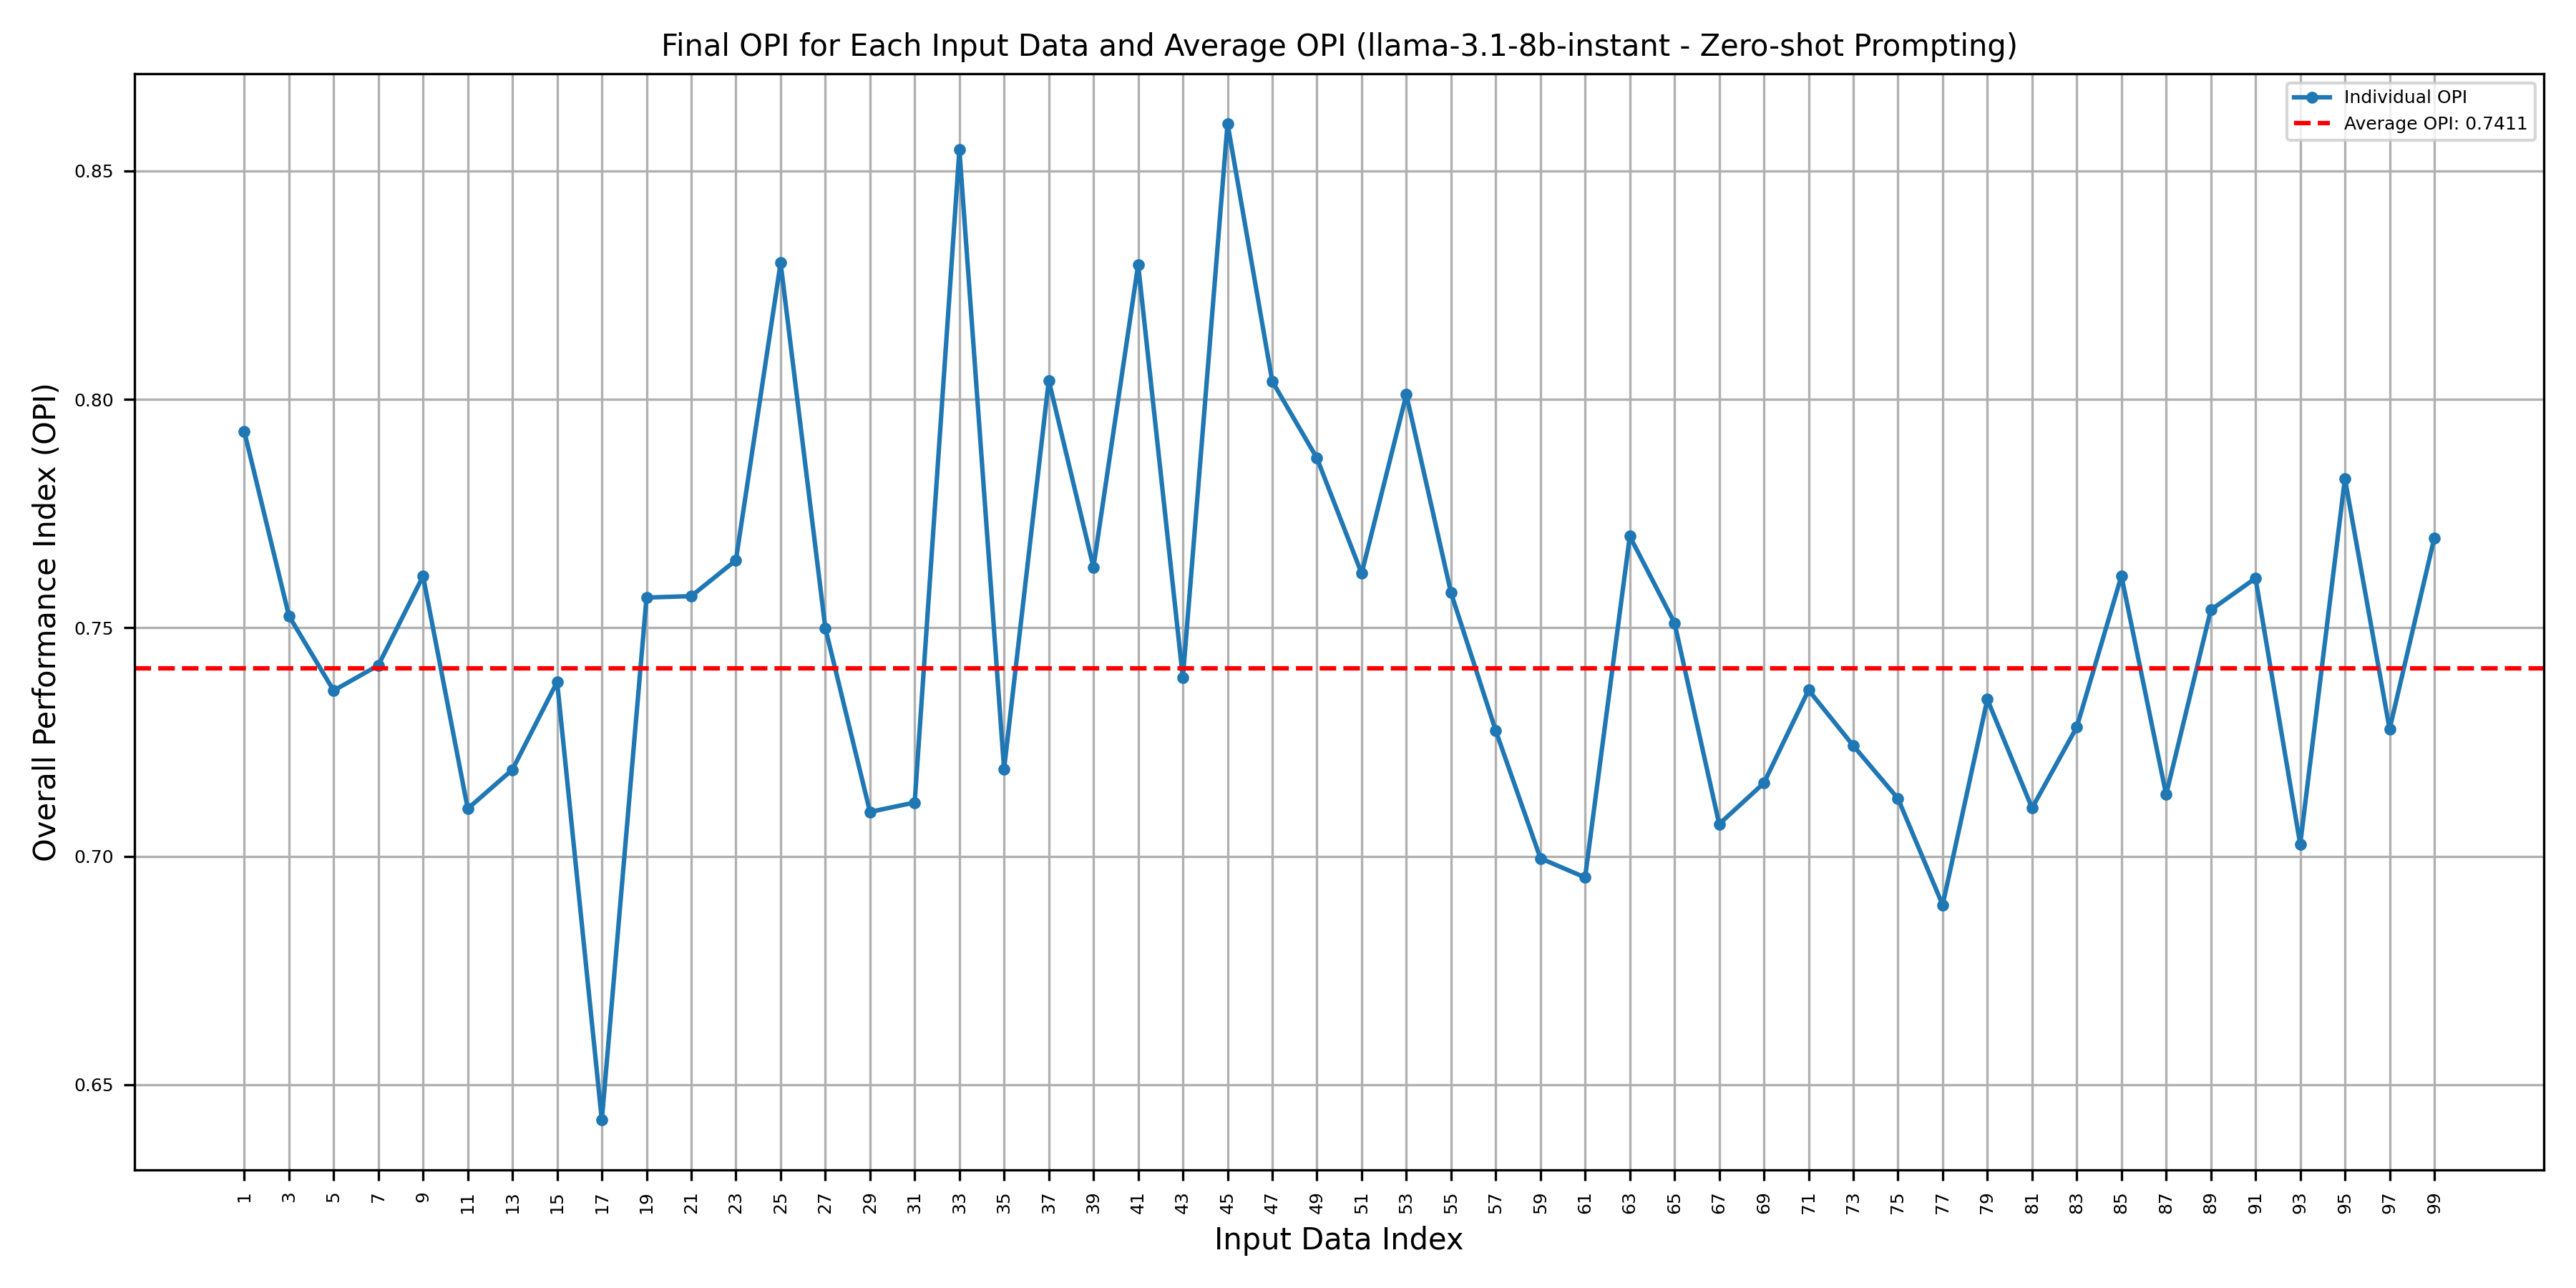 Final OPI for Each Input Data and Average OPI (llama-3.1-8b-instant - Zero-shot Prompting)
Individual OPI
Average OPI: 0.7411
Overall Performance Index (OPI)
0.85
0.80
0.75
0.70
0.65
1 3 5 7 9 11 13 15 17 19 21 23 25 27 29 31 33 35 37 39 41 43 45 47 49 51 53 55 57 59 61 63 65 67 69 71 73 75 77 79 81 83 85 87 89 91 93 95 97 99
Input Data Index